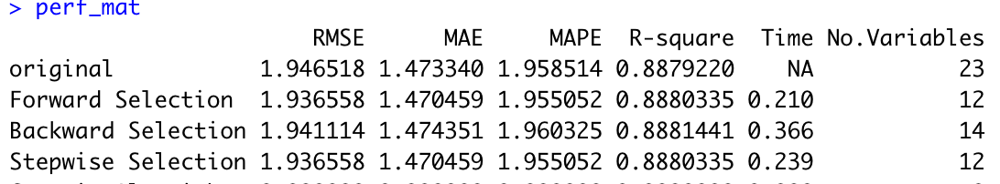 > perf_mat
RMSE MAE MAPE R-square Time No.Variables
original 1.946518 1.473340 1.958514 0.8879220 NA 23
Forward Selection 1.936558 1.470459 1.955052 0.8880335 0.210 12
Backward Selection 1.941114 1.474351 1.960325 0.8881441 0.366 14
Stepwise Selection 1.936558 1.470459 1.955052 0.8880335 0.239 12